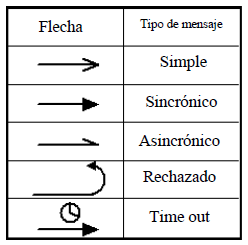 Flecha Tipo de mensaje
Simple
Sincrónico
Asincrónico
Rechazado
Time out